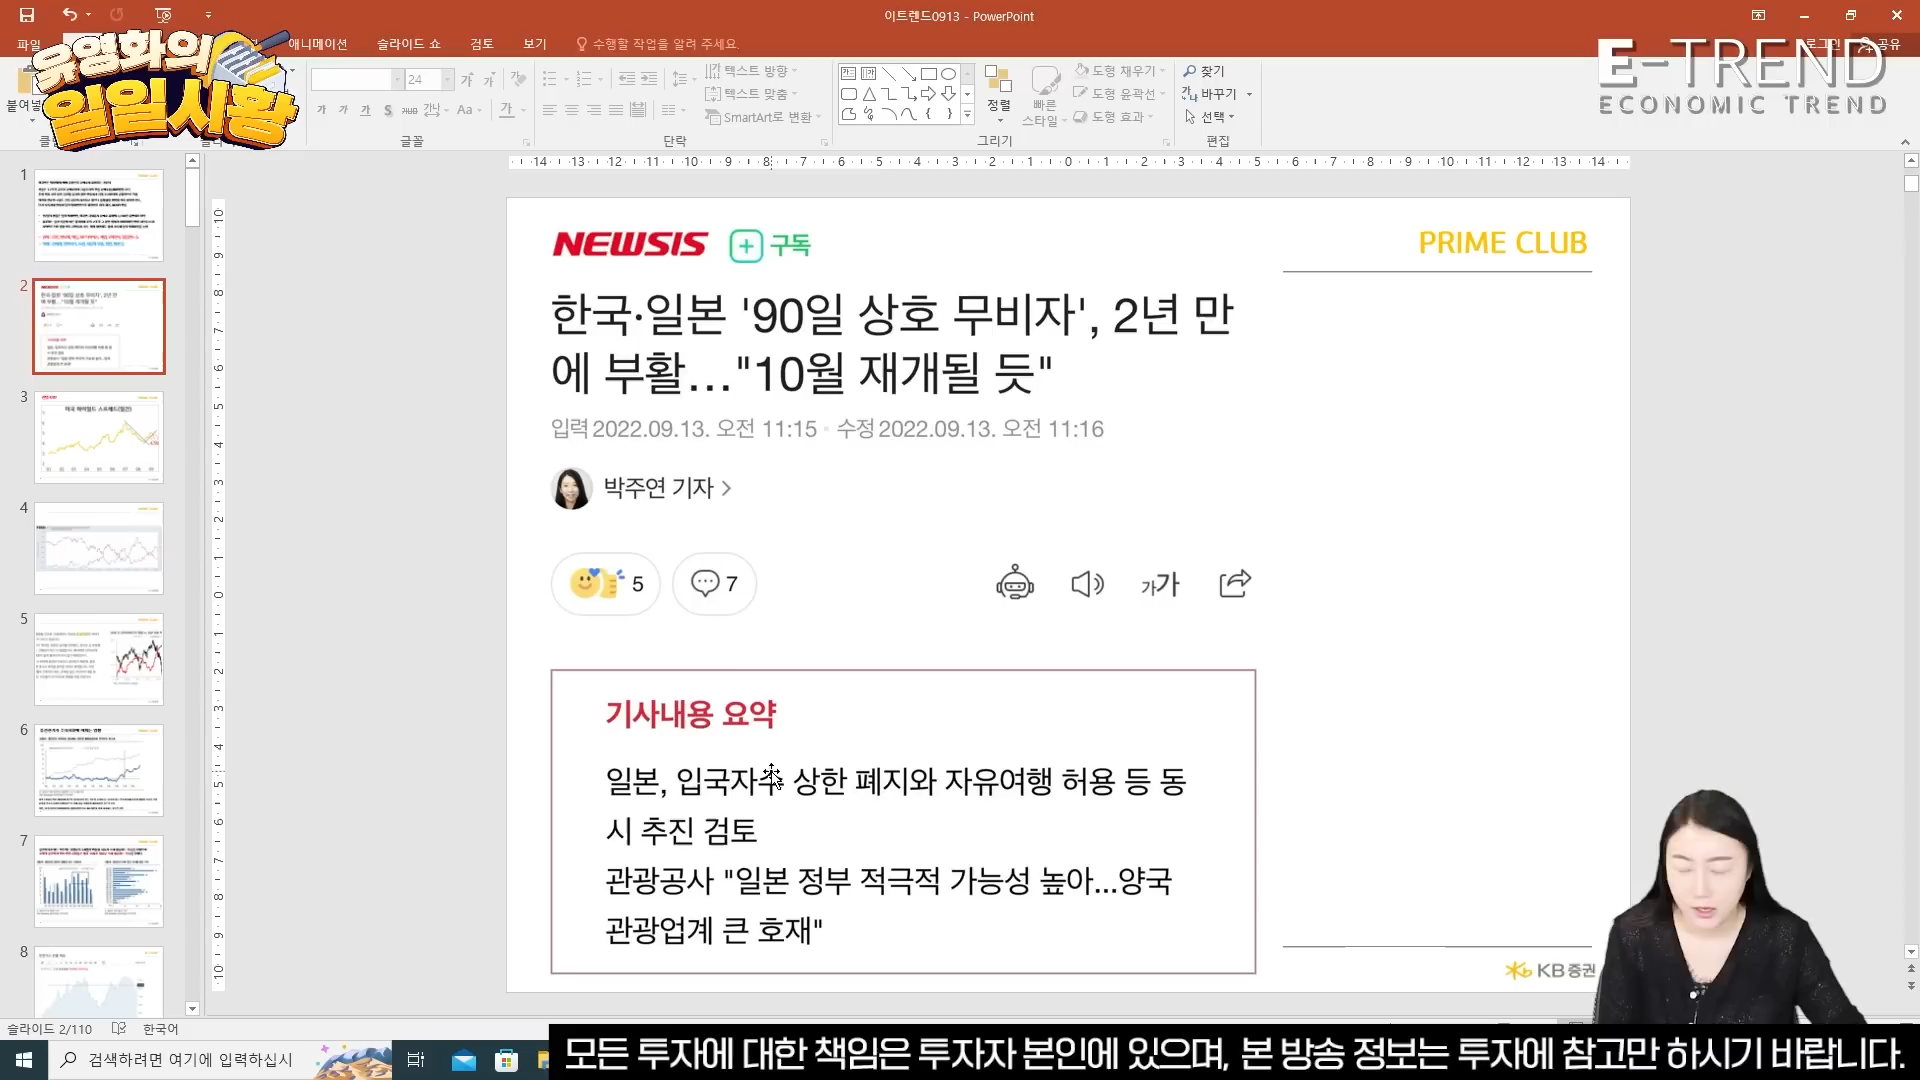 이트렌드0913 - PowerPoint
파일
애니메이션
슬라이드 쇼
검토
보기
수행할 작업을 알려 주세요.
로그인
공유
유영화의
일일시황
E-TREND
ECONOMIC TREND
24
텍스트 방향
텍스트 맞춤
SmartArt로 변환
정렬
빠른
스타일
도형 채우기
도형 윤곽선
도형 효과
찾기
바꾸기
선택
글꼴
단락
그리기
편집
NEWSIS
구독
PRIME CLUB
한국·일본 '90일 상호 무비자', 2년 만
에 부활…"10월 재개될 듯"
입력 2022.09.13. 오전 11:15 · 수정 2022.09.13. 오전 11:16
박주연 기자 >
5
7
가가
기사내용 요약
일본, 입국자수 상한 폐지와 자유여행 허용 등 동
시 추진 검토
관광공사 "일본 정부 적극적 가능성 높아...양국
관광업계 큰 호재"
KB증권
1
2
3
4
5
6
7
8
슬라이드 2/110
한국어
검색하려면 여기에 입력하십시
모든 투자에 대한 책임은 투자자 본인에 있으며, 본 방송 정보는 투자에 참고만 하시기 바랍니다.